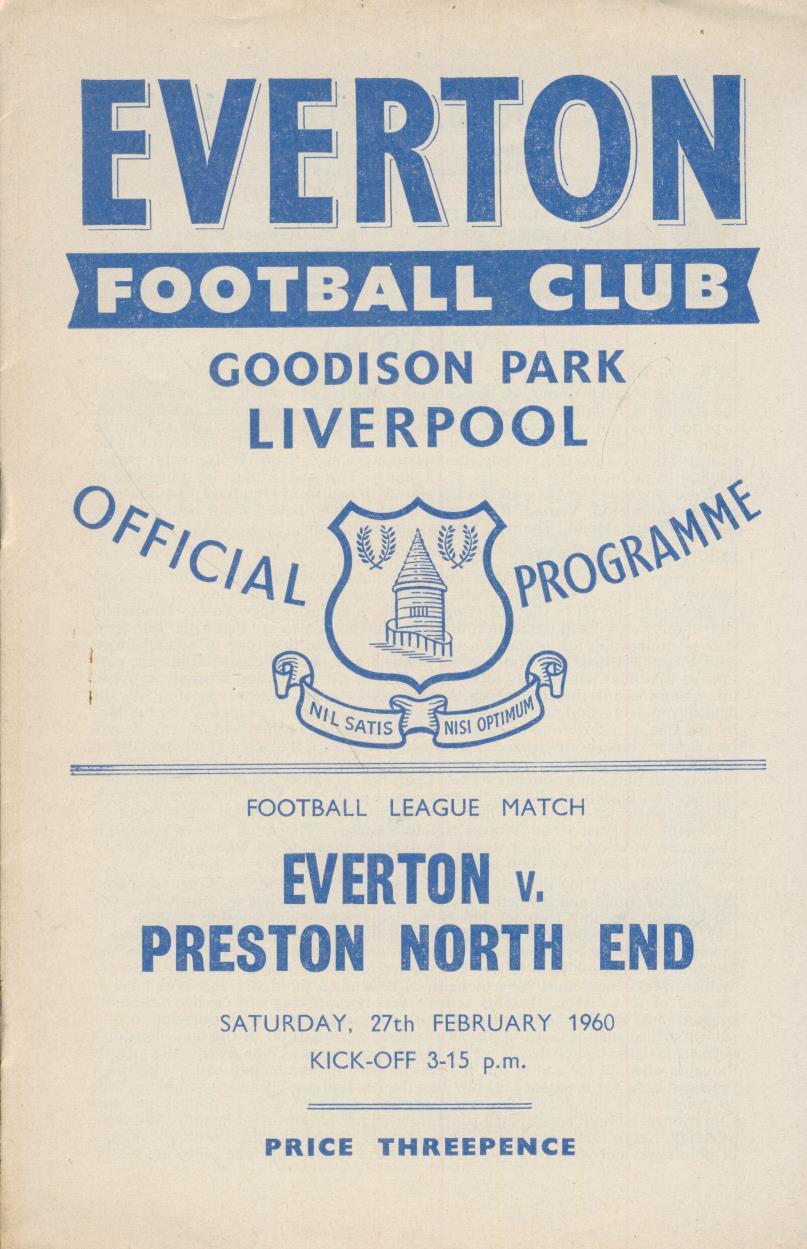 EVERTON
FOOTBALL CLUB
GOODISON PARK
LIVERPOOL
OFFICIAL PROGRAMME
NIL SATIS NISI OPTIMUM
FOOTBALL LEAGUE MATCH
EVERTON v.
PRESTON NORTH END
SATURDAY, 27th FEBRUARY 1960
KICK-OFF 3-15 p.m.
PRICE THREEPENCE